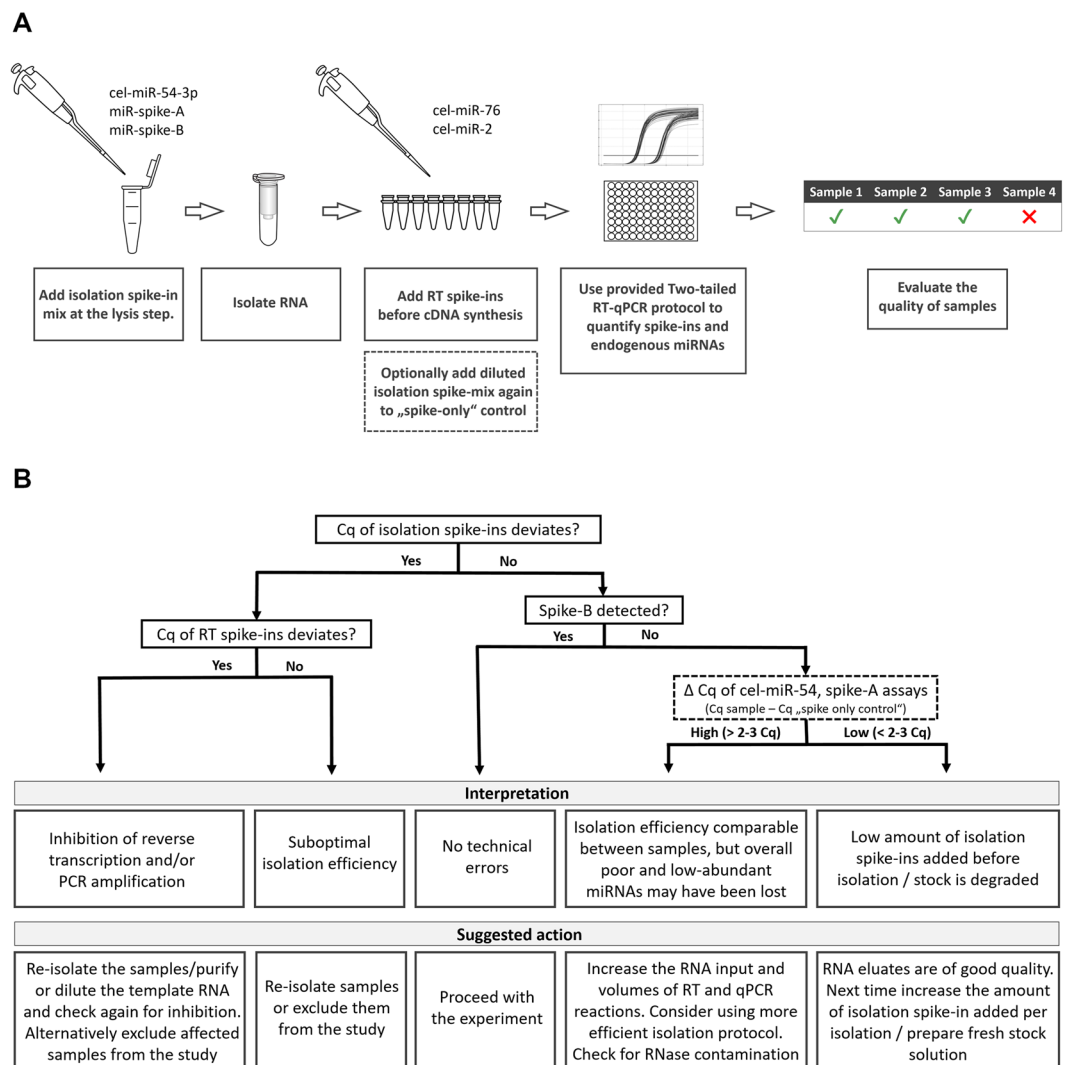 A
cel-miR-54-3p
miR-spike-A
miR-spike-B
cel-miR-76
cel-miR-2
Sample 1 Sample 2 Sample 3 Sample 4
Add isolation spike-in
mix at the lysis step.
Isolate RNA
Add RT spike-ins
before cDNA synthesis
Optionally add diluted
isolation spike-mix again
to „spike-only“ control
Use provided Two-tailed
RT-qPCR protocol to
quantify spike-ins and
endogenous miRNAs
Evaluate the
quality of samples
B
Cq of isolation spike-ins deviates?
Yes No
Cq of RT spike-ins deviates?
Yes No
Spike-B detected?
Yes No
Δ Cq of cel-miR-54, spike-A assays
(Cq sample – Cq „spike only control“)
High (> 2-3 Cq) Low (< 2-3 Cq)
Interpretation
Inhibition of reverse
transcription and/or
PCR amplification
Suboptimal
isolation efficiency
No technical
errors
Isolation efficiency comparable
between samples, but overall
poor and low-abundant
miRNAs may have been lost
Low amount of isolation
spike-ins added before
isolation / stock is degraded
Suggested action
Re-isolate the samples/purify
or dilute the template RNA
and check again for inhibition.
Alternatively exclude affected
samples from the study
Re-isolate samples
or exclude them
from the study
Proceed with
the experiment
Increase the RNA input and
volumes of RT and qPCR
reactions. Consider using more
efficient isolation protocol.
Check for RNase contamination
RNA eluates are of good quality.
Next time increase the amount
of isolation spike-in added per
isolation / prepare fresh stock
solution